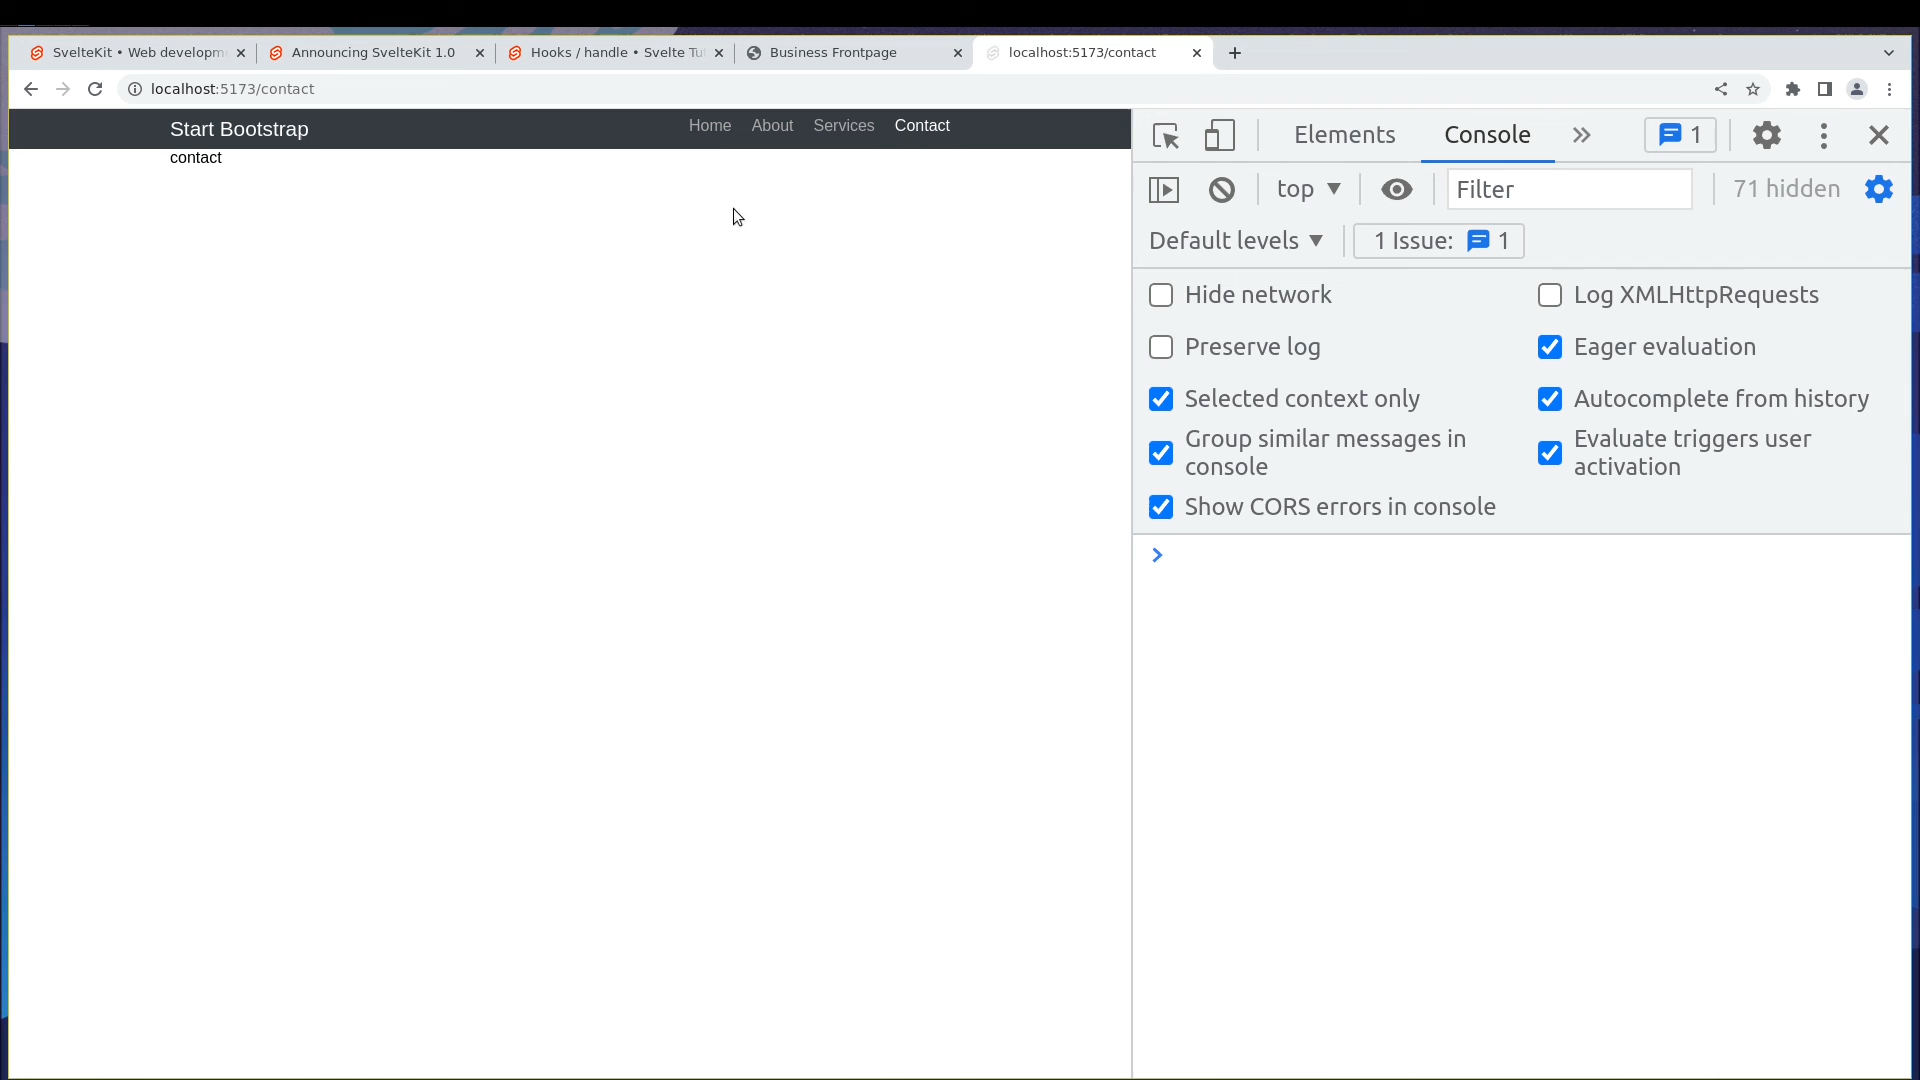 SvelteKit • Web developm
Announcing SvelteKit 1.0
Hooks / handle • Svelte Tu
Business Frontpage
localhost:5173/contact
localhost:5173/contact
Start Bootstrap
Home
About
Services
Contact
contact
Elements
Console
1
top
Filter
71 hidden
Default levels
1 Issue:
1
Hide network
Log XMLHttpRequests
Preserve log
Eager evaluation
Selected context only
Autocomplete from history
Group similar messages in
console
Evaluate triggers user
activation
Show CORS errors in console